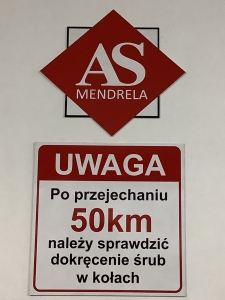 AS
MENDRELA
UWAGA
Po przejechaniu
50km
należy sprawdzić
dokręcenie śrub
w kołach